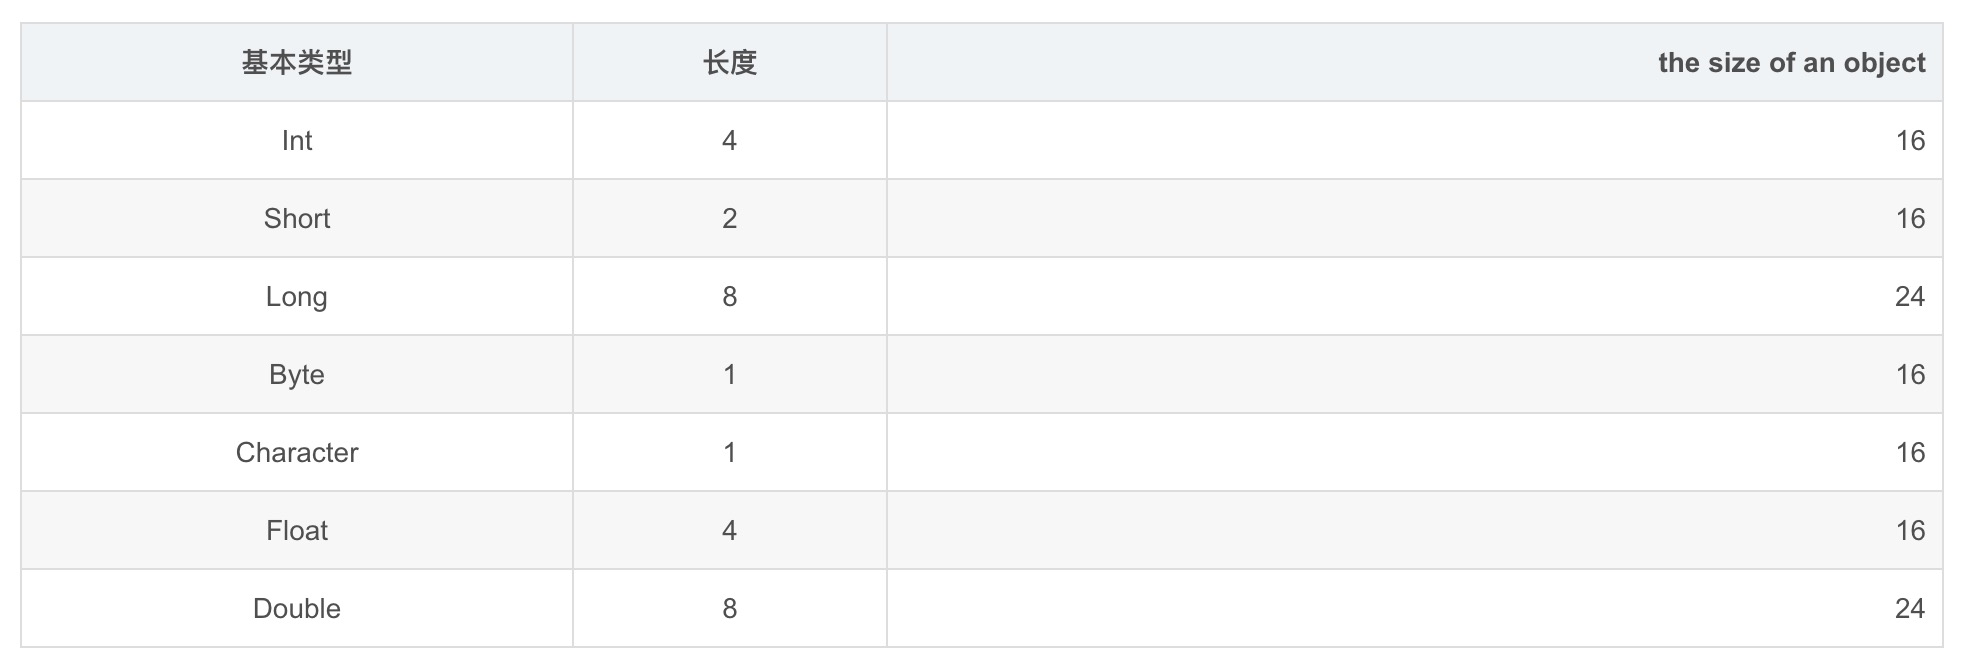 基本类型 长度 the size of an object
Int 4 16
Short 2 16
Long 8 24
Byte 1 16
Character 1 16
Float 4 16
Double 8 24